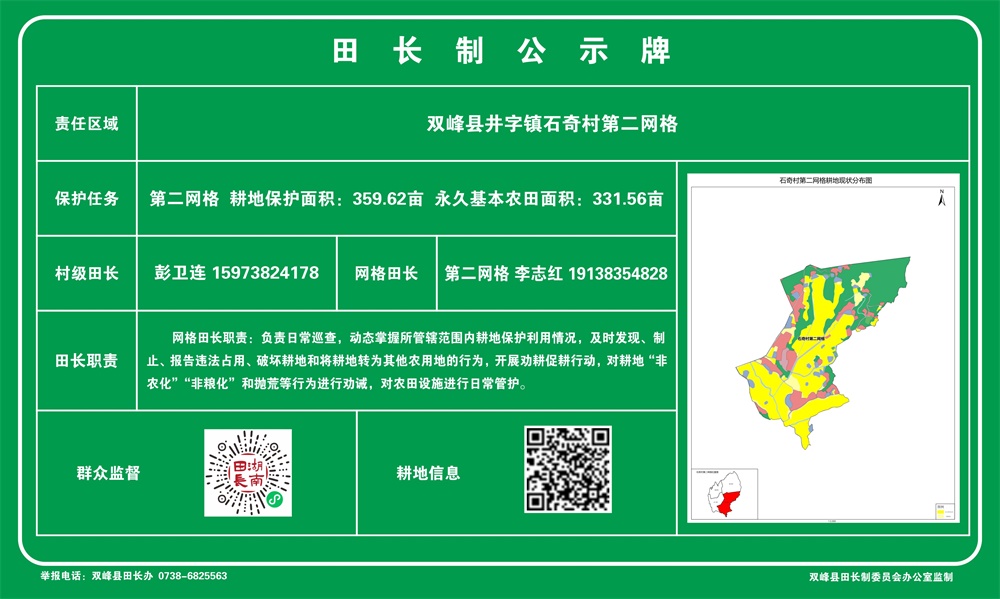 田长制公示牌
责任区域
双峰县井字镇石奇村第二网格
保护任务
第二网格 耕地保护面积：359.62亩 永久基本农田面积：331.56亩
村级田长
彭卫连 15973824178
网格田长
第二网格 李志红 19138354828
田长职责
网格田长职责：负责日常巡查，动态掌握所管辖范围内耕地保护利用情况，及时发现、制
止、报告违法占用、破坏耕地和将耕地转为其他农用地的行为，开展劝耕促耕行动，对耕地“非
农化”“非粮化”和抛荒等行为进行劝诫，对农田设施进行日常管护。
群众监督
湖南
田長
耕地信息
石奇村第二网格耕地现状分布图
N
石奇村第二网格
举报电话：双峰县田长办 0738-6825563
双峰县田长制委员会办公室监制